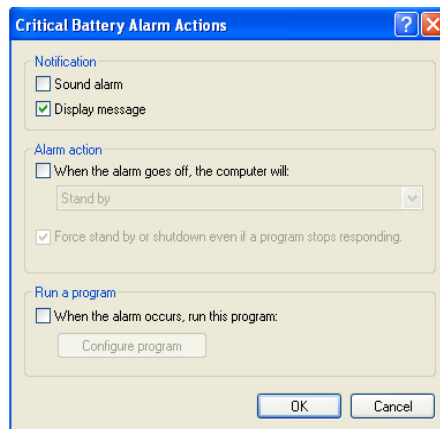 Critical Battery Alarm Actions
Notification
Sound alarm
Display message
Alarm action
When the alarm goes off, the computer will:
Stand by
Force stand by or shutdown even if a program stops responding.
Run a program
When the alarm occurs, run this program:
Configure program
OK Cancel